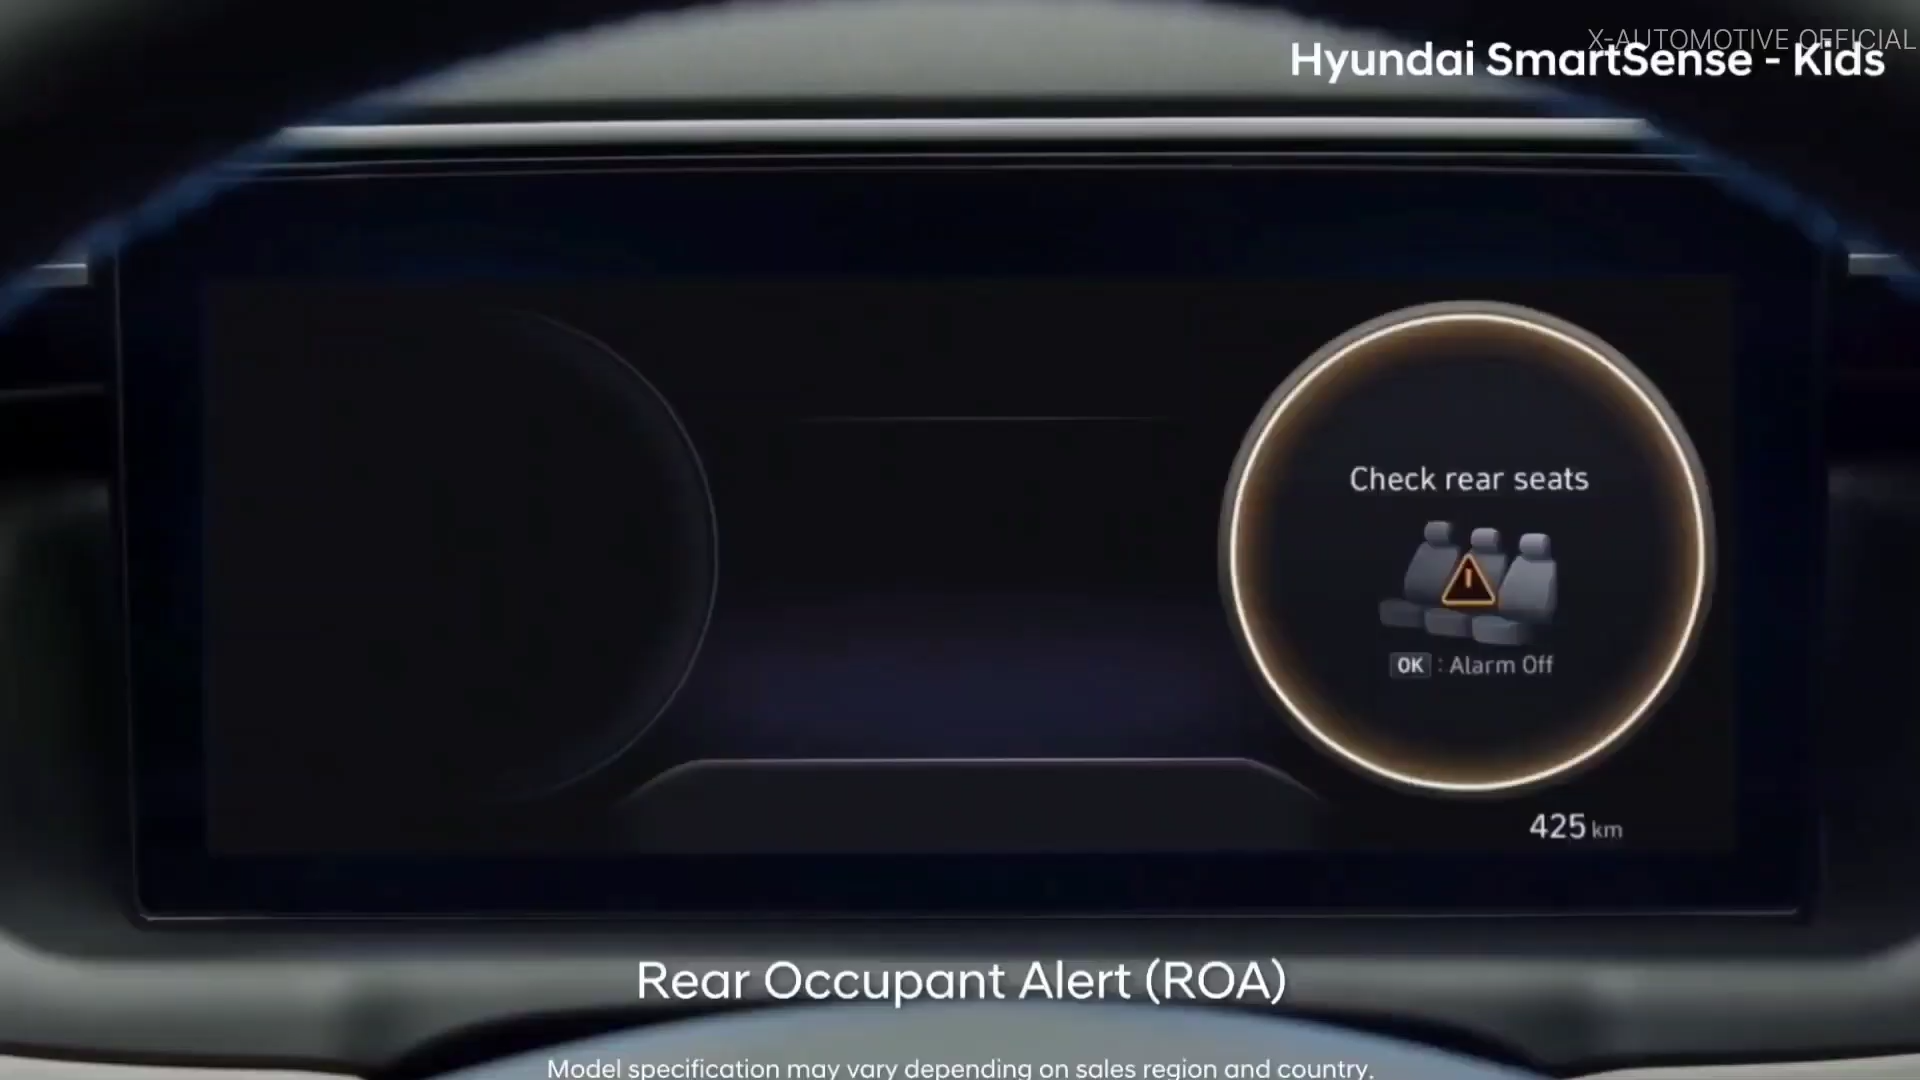 X-AUTOMOTIVE OFFICIAL
Hyundai SmartSense - Kids
Check rear seats
OK : Alarm Off
425 km
Rear Occupant Alert (ROA)
Model specification may vary depending on sales region and country.